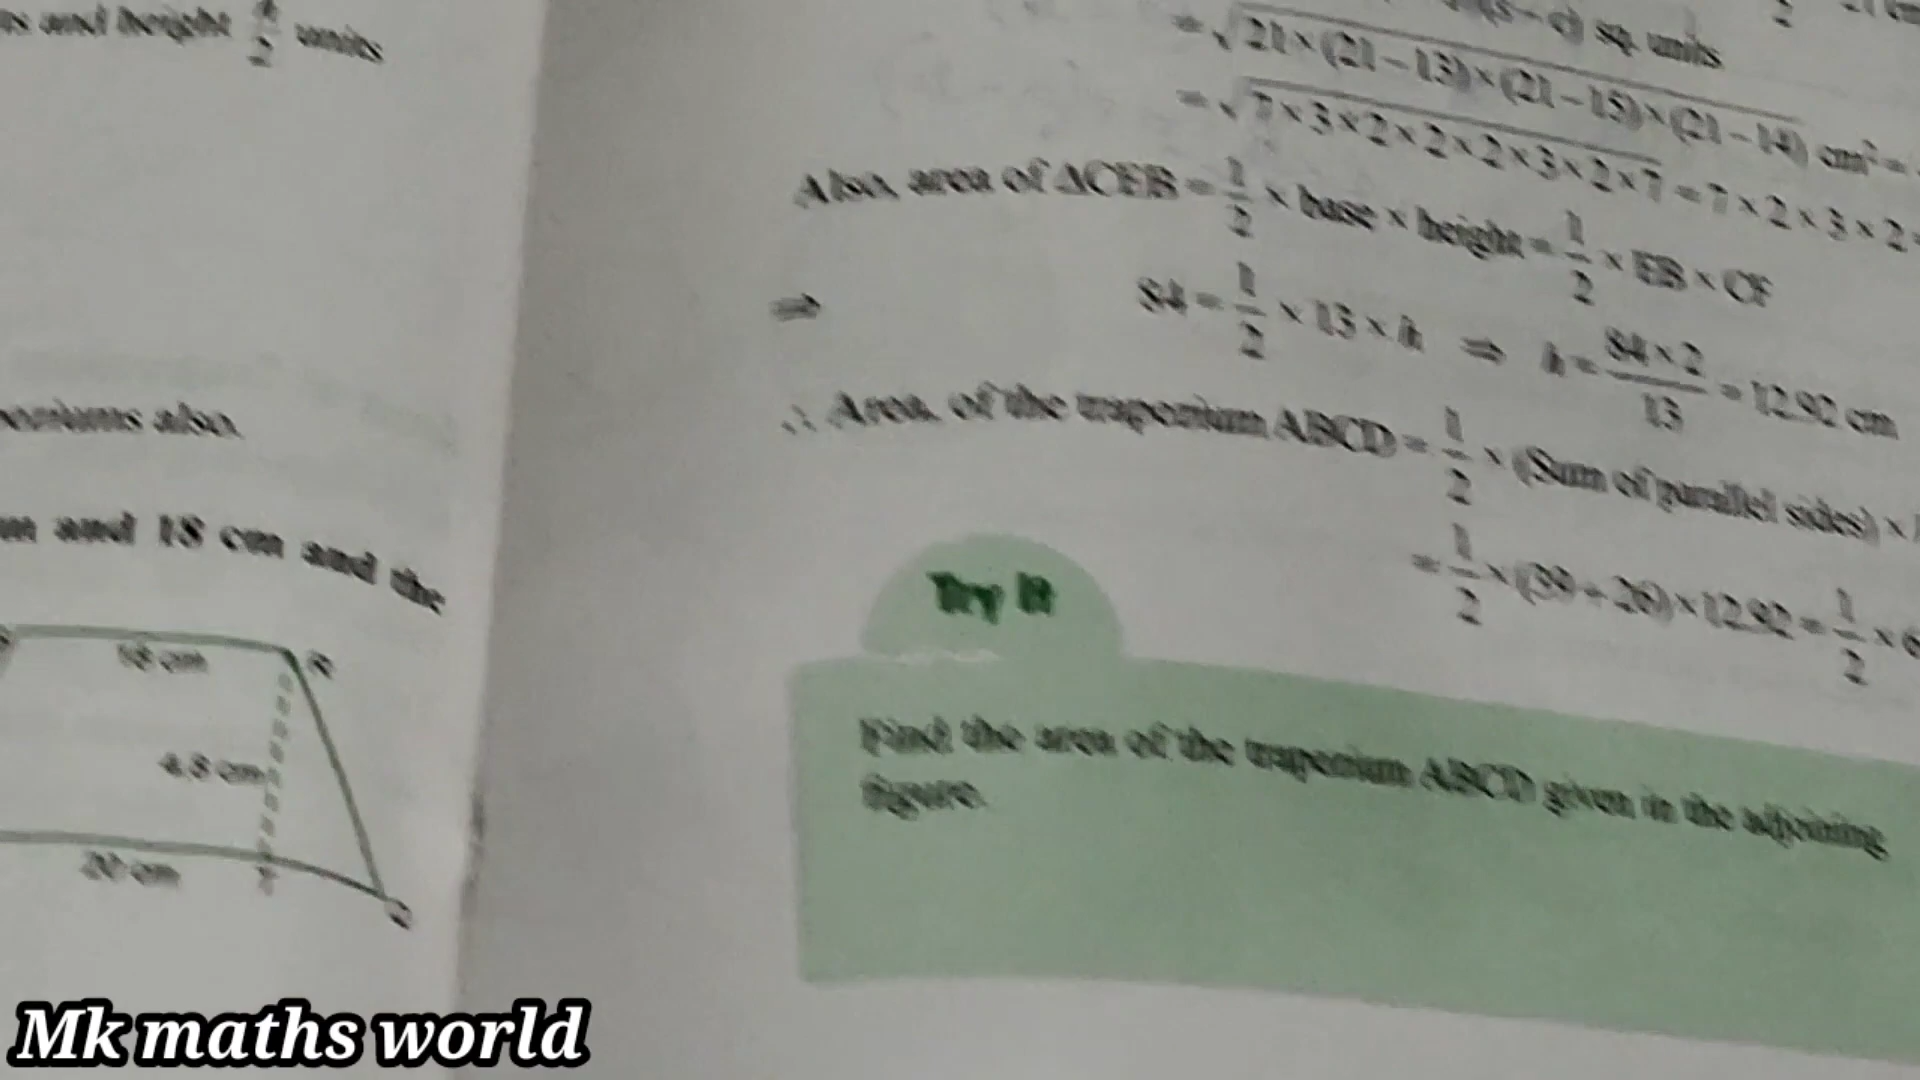 and height 2 units
also.
and 18 cm and the
18 cm R
4.8 cm
20 cm
Q
sq. units
= √21×(21−13)×(21−15)×(21−14) cm² =
= √7×3×2×2×2×3×2×7 = 7×2×3×2
Also, area of ΔCEB = 1/2 × base × height = 1/2 × EB × CF
⇒ 84 = 1/2 × 13 × h ⇒ h = 84×2/13 = 12.92 cm
∴ Area of the trapezium ABCD = 1/2 × (Sum of parallel sides) ×
= 1/2 × (39 + 26) × 12.92 = 1/2 × 6
Try It
Find the area of the trapezium ABCD given in the adjoining
figure.
Mk maths world